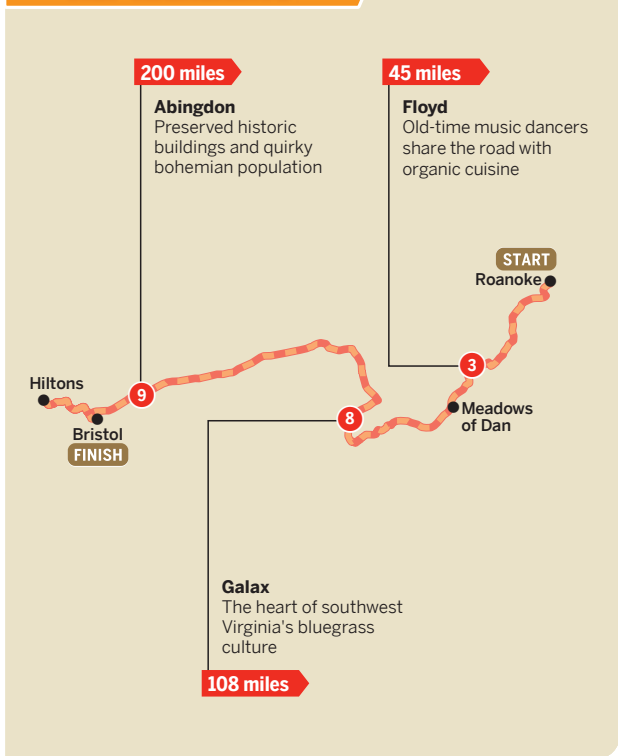 200 miles
Abingdon
Preserved historic
buildings and quirky
bohemian population
45 miles
Floyd
Old-time music dancers
share the road with
organic cuisine
START
Roanoke
3
Hiltons
9
Bristol
FINISH
8
Meadows
of Dan
Galax
The heart of southwest
Virginia's bluegrass
culture
108 miles